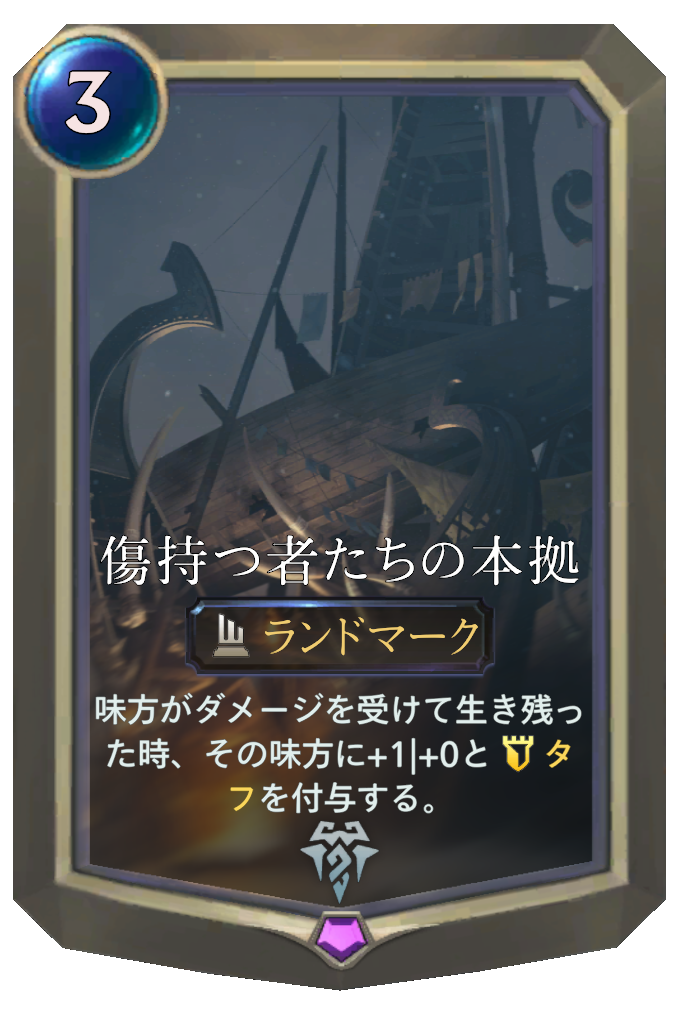 3
傷持つ者たちの本拠
ランドマーク
味方がダメージを受けて生き残っ
た時、その味方に+1|+0と タ
フを付与する。